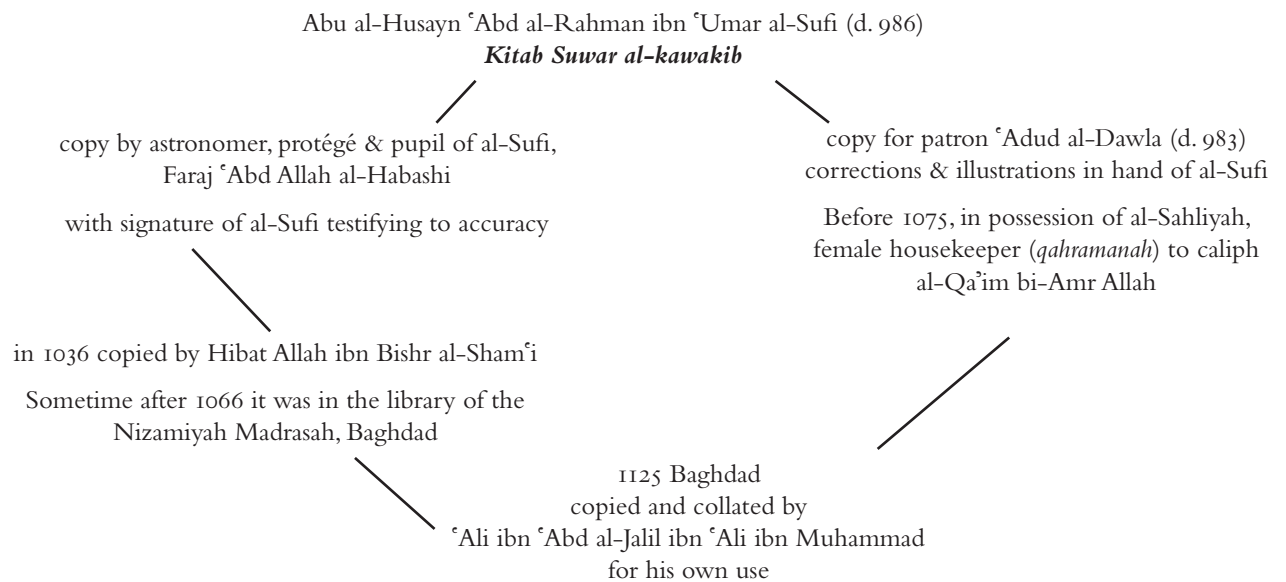 Abu al-Husayn ʿAbd al-Rahman ibn ʿUmar al-Sufi (d. 986)
Kitab Suwar al-kawakib
copy by astronomer, protégé & pupil of al-Sufi,
Faraj ʿAbd Allah al-Habashi
with signature of al-Sufi testifying to accuracy
copy for patron ʿAdud al-Dawla (d. 983)
corrections & illustrations in hand of al-Sufi
Before 1075, in possession of al-Sahliyah,
female housekeeper (qahramanah) to caliph
al-Qaʾim bi-Amr Allah
in 1036 copied by Hibat Allah ibn Bishr al-Shamʿi
Sometime after 1066 it was in the library of the
Nizamiyah Madrasah, Baghdad
1125 Baghdad
copied and collated by
ʿAli ibn ʿAbd al-Jalil ibn ʿAli ibn Muhammad
for his own use